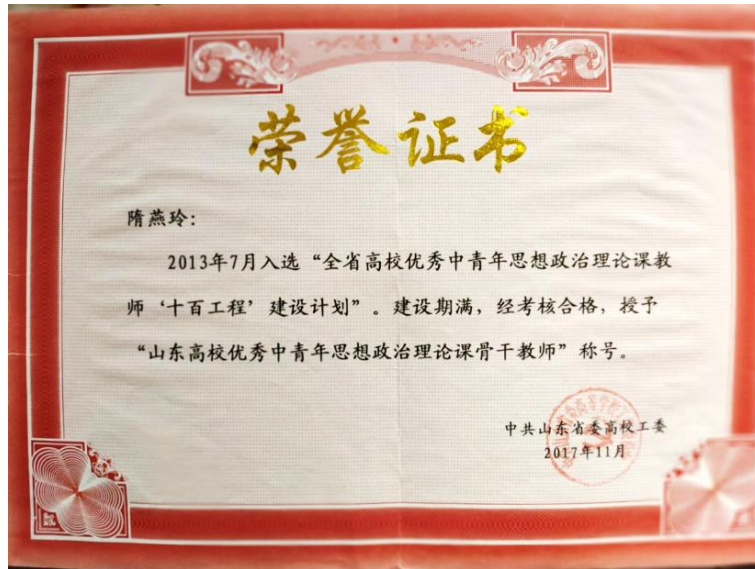 荣誉证书
隋燕玲：
2013年7月入选“全省高校优秀中青年思想政治理论课教
师‘十百工程’建设计划”。建设期满，经考核合格，授予
“山东高校优秀中青年思想政治理论课骨干教师”称号。
中共山东省委高校工委
2017年11月